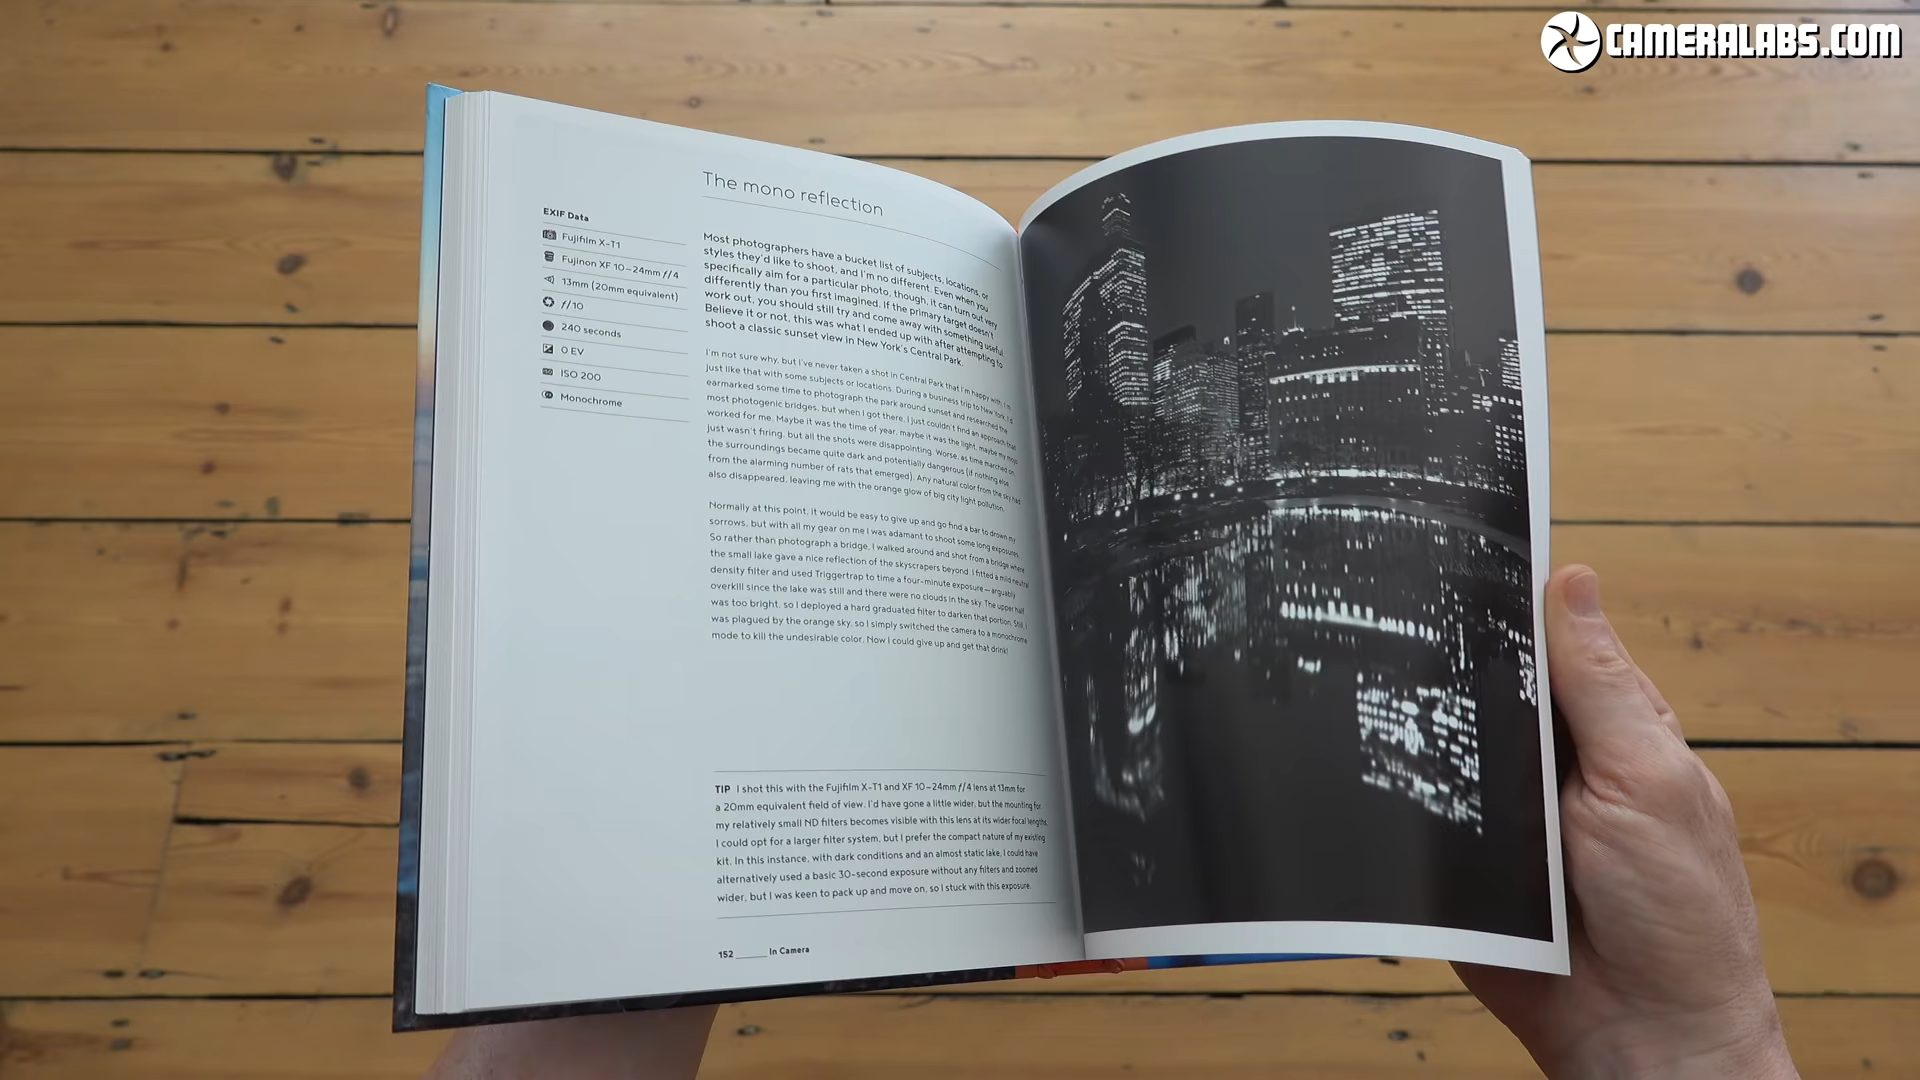 CAMERALABS.COM
The mono reflection
EXIF Data
Fujifilm X-T1
Fujinon XF 10–24mm ƒ/4
13mm (20mm equivalent)
ƒ/10
240 seconds
0 EV
ISO 200
Monochrome
Most photographers have a bucket list of subjects, locations, or
styles they'd like to shoot, and I'm no different. Even when you
specifically aim for a particular photo, though, it can turn out very
differently than you first imagined. If the primary target doesn't
work out, you should still try and come away with something useful.
Believe it or not, this was what I ended up with after attempting to
shoot a classic sunset view in New York's Central Park.
I'm not sure why, but I've never taken a shot in Central Park that I'm happy with. I'm
just like that with some subjects or locations. During a business trip to New York, I'd
earmarked some time to photograph the park around sunset and researched the
most photogenic bridges, but when I got there, I just couldn't find an approach that
worked for me. Maybe it was the time of year, maybe it was the light, maybe my mojo
just wasn't firing, but all the shots were disappointing. Worse, as time marched on,
the surroundings became quite dark and potentially dangerous (if nothing else
from the alarming number of rats that emerged). Any natural color from the sky had
also disappeared, leaving me with the orange glow of big city light pollution.
Normally at this point, it would be easy to give up and go find a bar to drown my
sorrows, but with all my gear on me I was adamant to shoot some long exposures.
So rather than photograph a bridge, I walked around and shot from a bridge where
the small lake gave a nice reflection of the skyscrapers beyond. I fitted a mild neutral
density filter and used Triggertrap to time a four-minute exposure—arguably
overkill since the lake was still and there were no clouds in the sky. The upper half
was too bright, so I deployed a hard graduated filter to darken that portion. Still, I
was plagued by the orange sky, so I simply switched the camera to a monochrome
mode to kill the undesirable color. Now I could give up and get that drink!
TIP I shot this with the Fujifilm X-T1 and XF 10–24mm ƒ/4 lens at 13mm for
a 20mm equivalent field of view. I'd have gone a little wider, but the mounting for
my relatively small ND filters becomes visible with this lens at its wider focal lengths.
I could opt for a larger filter system, but I prefer the compact nature of my existing
kit. In this instance, with dark conditions and an almost static lake, I could have
alternatively used a basic 30-second exposure without any filters and zoomed
wider, but I was keen to pack up and move on, so I stuck with this exposure.
152 In Camera